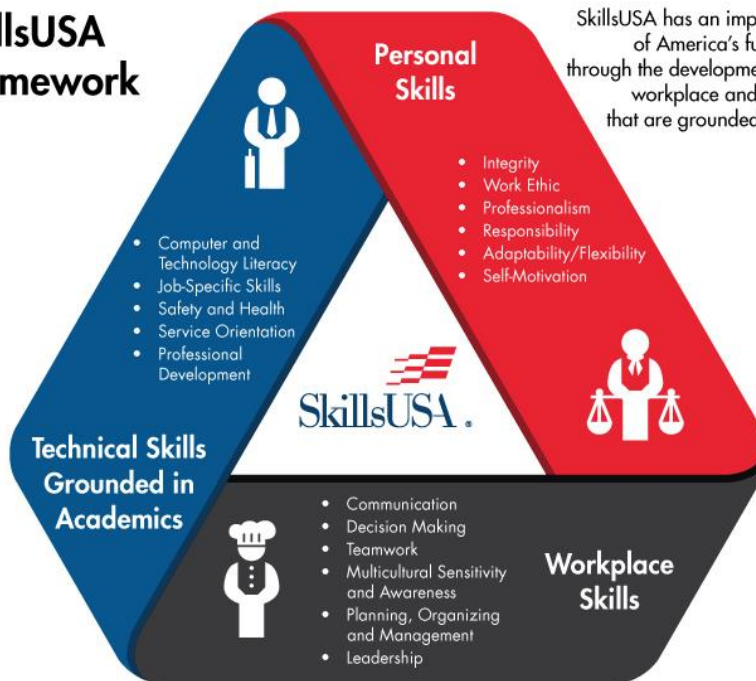 llsUSA
mework
SkillsUSA has an imp
of America's fu
through the developme
workplace and
that are grounded
Personal
Skills
• Integrity
• Work Ethic
• Professionalism
• Responsibility
• Adaptability/Flexibility
• Self-Motivation
• Computer and
Technology Literacy
• Job-Specific Skills
• Safety and Health
• Service Orientation
• Professional
Development
SkillsUSA®
Technical Skills
Grounded in
Academics
• Communication
• Decision Making
• Teamwork
• Multicultural Sensitivity
and Awareness
• Planning, Organizing
and Management
• Leadership
Workplace
Skills